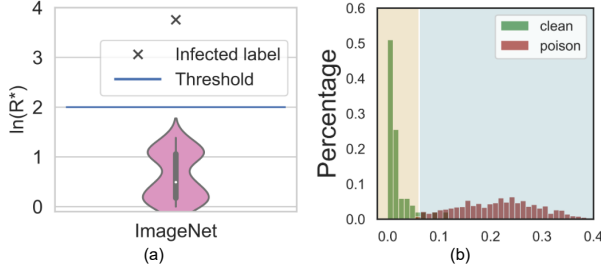 4
3
2
1
0
ln(R*)
Infected label
Threshold
ImageNet
(a)
0.6
0.5
0.4
0.3
0.2
0.1
0.0
Percentage
clean
poison
0.0 0.1 0.2 0.3 0.4
(b)